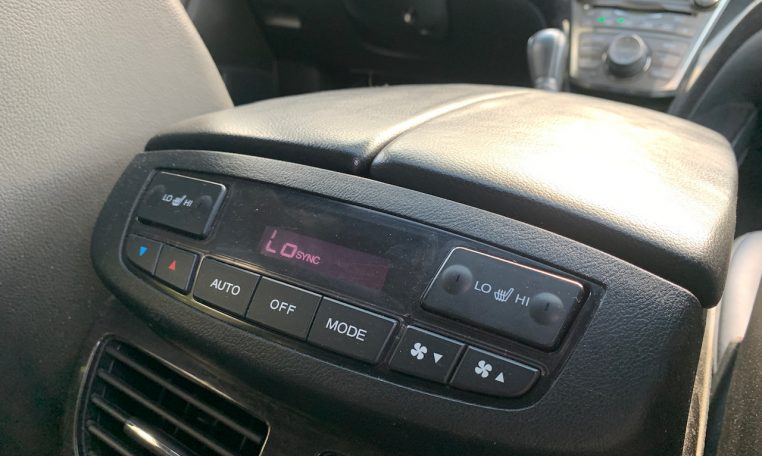 LO HI
LO SYNC
LO HI
AUTO
OFF
MODE